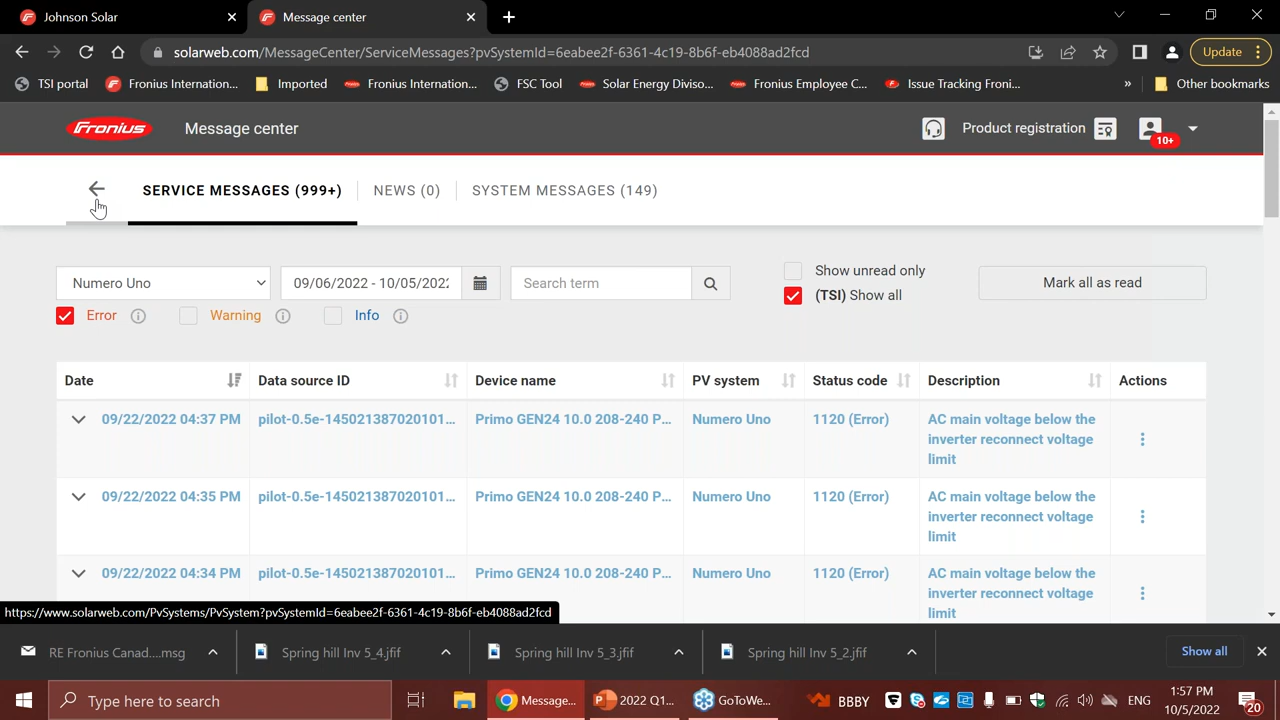 Johnson Solar
Message center
solarweb.com/MessageCenter/ServiceMessages?pvSystemId=6eabee2f-6361-4c19-8b6f-eb4088ad2fcd
Update
TSI portal
Fronius Internation...
Imported
Fronius Internation...
FSC Tool
Solar Energy Diviso...
Fronius Employee C...
Issue Tracking Froni...
»
Other bookmarks
Fronius
Message center
Product registration
10+
SERVICE MESSAGES (999+)
NEWS (0)
SYSTEM MESSAGES (149)
Numero Uno
09/06/2022 - 10/05/2022
Search term
Show unread only
(TSI) Show all
Mark all as read
Error
Warning
Info
Date Data source ID Device name PV system Status code Description Actions
09/22/2022 04:37 PM pilot-0.5e-145021387020101... Primo GEN24 10.0 208-240 P... Numero Uno 1120 (Error) AC main voltage below the
inverter reconnect voltage
limit
09/22/2022 04:35 PM pilot-0.5e-145021387020101... Primo GEN24 10.0 208-240 P... Numero Uno 1120 (Error) AC main voltage below the
inverter reconnect voltage
limit
09/22/2022 04:34 PM pilot-0.5e-145021387020101... Primo GEN24 10.0 208-240 P... Numero Uno 1120 (Error) AC main voltage below the
inverter reconnect voltage
limit
https://www.solarweb.com/PvSystems/PvSystem?pvSystemId=6eabee2f-6361-4c19-8b6f-eb4088ad2fcd
RE Fronius Canad....msg
Spring hill Inv 5_4.jfif
Spring hill Inv 5_3.jfif
Spring hill Inv 5_2.jfif
Show all
Type here to search
Message...
2022 Q1...
GoToWe...
BBBY
ENG
1:57 PM
10/5/2022
20